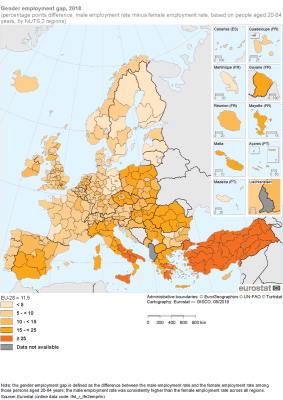 Gender employment gap, 2018
(percentage points difference, male employment rate minus female employment rate, based on people aged 20-64
years, by NUTS 2 regions)
Canarias (ES)
Guadeloupe (FR)
Martinique (FR)
Guyane (FR)
Réunion (FR)
Mayotte (FR)
Malta
Açores (PT)
Madeira (PT)
Liechtenstein
eurostat
EU-28 = 11.5
< 5
5 - < 10
10 - < 15
15 - < 25
≥ 25
Data not available
Administrative boundaries: © EuroGeographics © UN-FAO © Turkstat
Cartography: Eurostat — GISCO, 08/2019
0 200 400 600 800 km
Note: the gender employment gap is defined as the difference between the male employment rate and the female employment rate among
those persons aged 20-64 years; the male employment rate was consistently higher than the female employment rate across all regions.
Source: Eurostat (online data code: